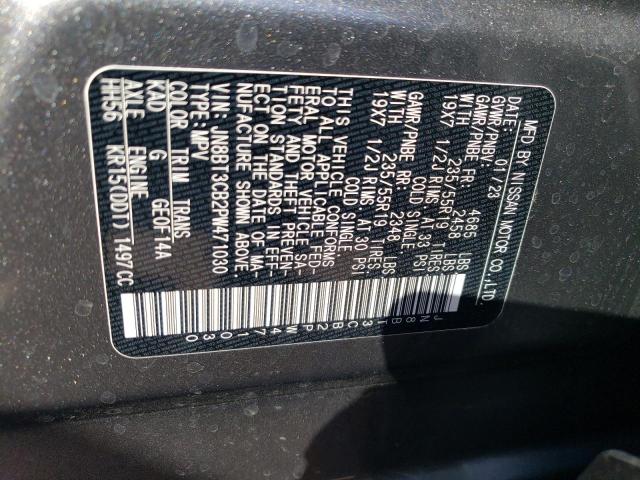 MFD BY NISSAN MOTOR CO.,LTD.
DATE: 01/23
GVWR/PNBV: 4685 LBS
GAWR/PNBE FR: 2458 LBS
WITH 235/55R19 TIRES
19X7 1/2J RIMS AT 33 PSI
COLD SINGLE
GAWR/PNBE RR: 2348 LBS
WITH 235/55R19 TIRES
19X7 1/2J RIMS AT 30 PSI
COLD SINGLE
THIS VEHICLE CONFORMS
TO ALL APPLICABLE FED-
ERAL MOTOR VEHICLE SA-
FETY AND THEFT PREVEN-
TION STANDARDS IN EFF-
ECT ON THE DATE OF MA-
NUFACTURE SHOWN ABOVE
VIN: JN8BT3CB2PW471030
TYPE: MPV
COLOR TRIM TRANS
KAD G GEOF14A
AXLE ENGINE
HH56 KR15(DDT) 1497CC
JN8BT3CB2PW471030